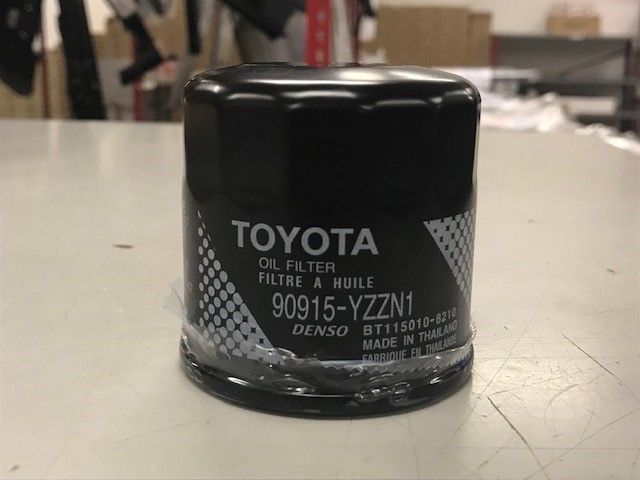 TOYOTA
OIL FILTER
FILTRE A HUILE
90915-YZZN1
DENSO BT115010-8210
MADE IN THAILAND
FABRIQUE EN THAILANDE